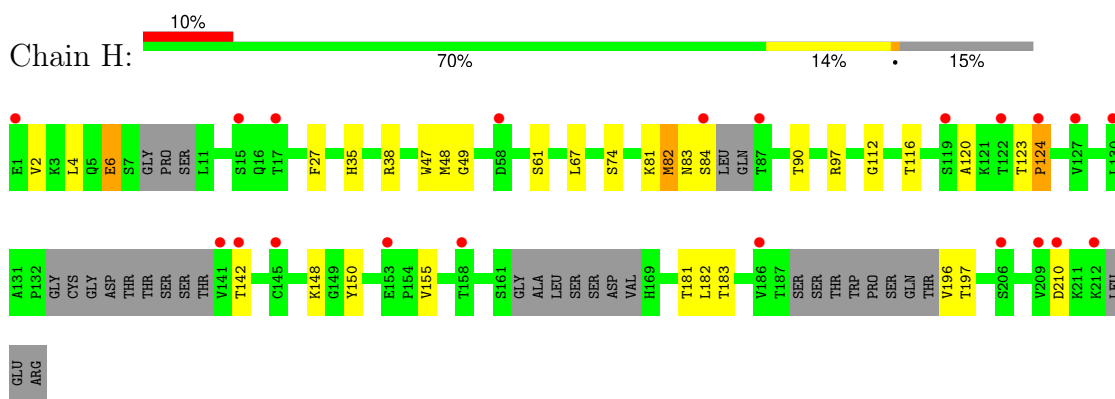 10%
Chain H:
70% 14% • 15%
E1 V2 K3 L4 Q5 E6 S7 GLY PRO SER L11 S15 Q16 T17 F27 H35 R38 W47 M48 G49 D58 S61 L67 S74 K81 M82 N83 S84 LEU GLN T87 T90 R97 G112 T116 S119 A120 K121 T122 T123 P124 V127 L130
A131 P132 GLY CYS GLY ASP THR THR SER SER THR V141 T142 C145 K148 G149 Y150 E153 P154 V155 T158 S161 GLY ALA LEU SER SER ASP VAL H169 T181 L182 T183 V186 T187 SER SER THR TRP PRO SER GLN THR V196 T197 S206 V209 D210 K211 K212 LEU
GLU ARG